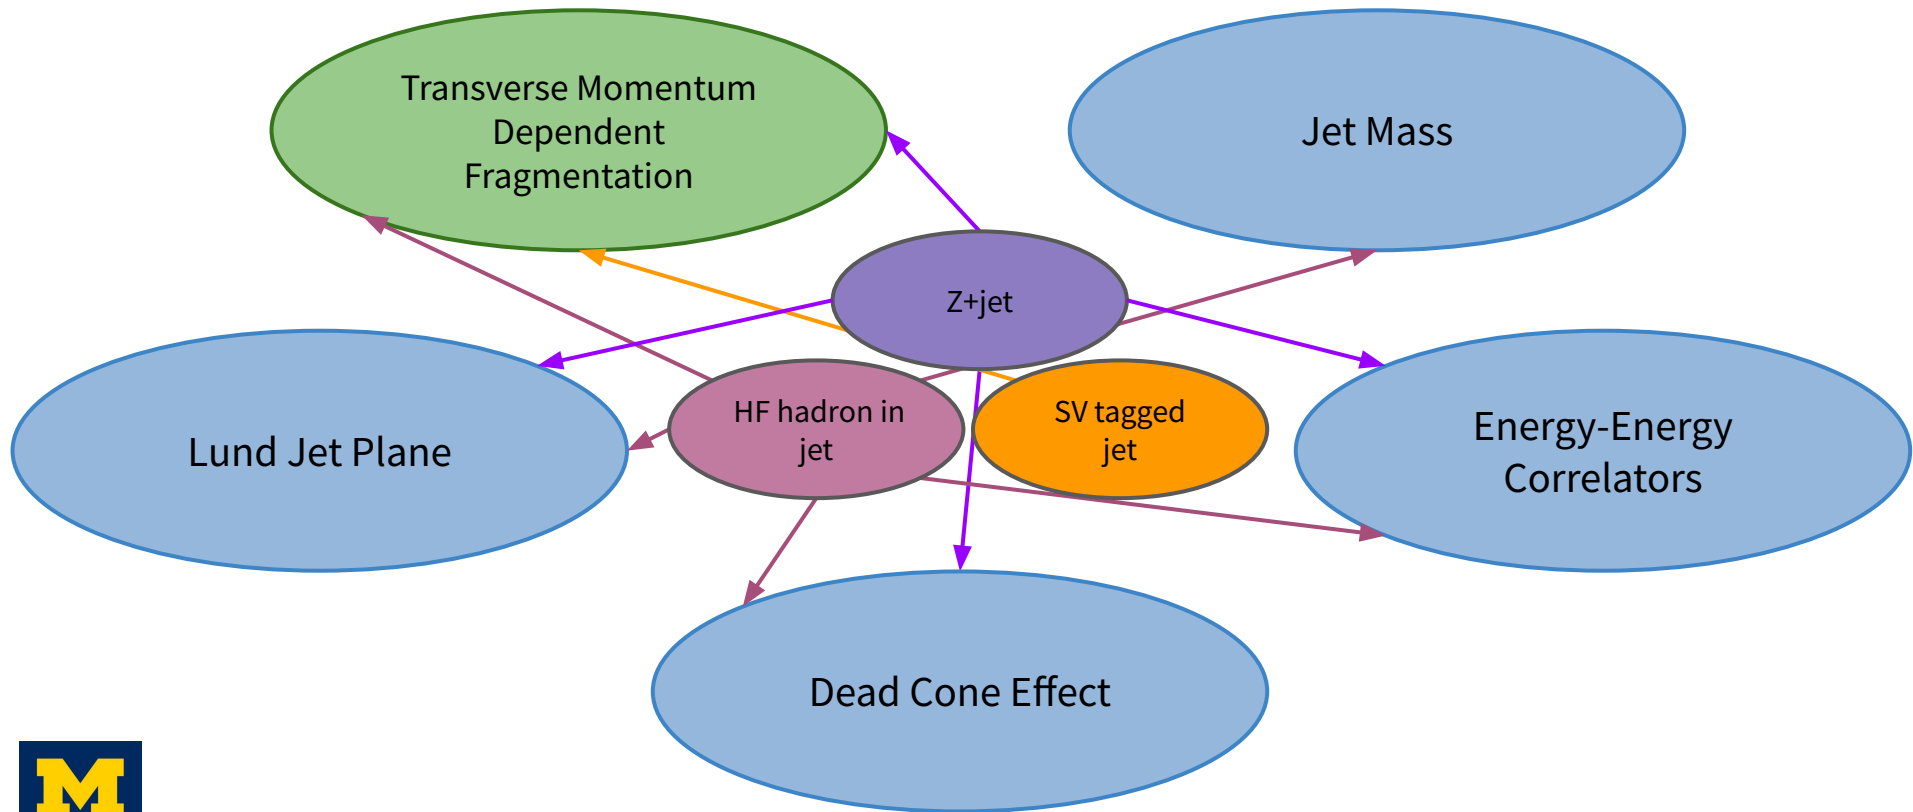 Transverse Momentum
Dependent
Fragmentation
Jet Mass
Z+jet
HF hadron in
jet
SV tagged
jet
Lund Jet Plane
Energy-Energy
Correlators
Dead Cone Effect
M